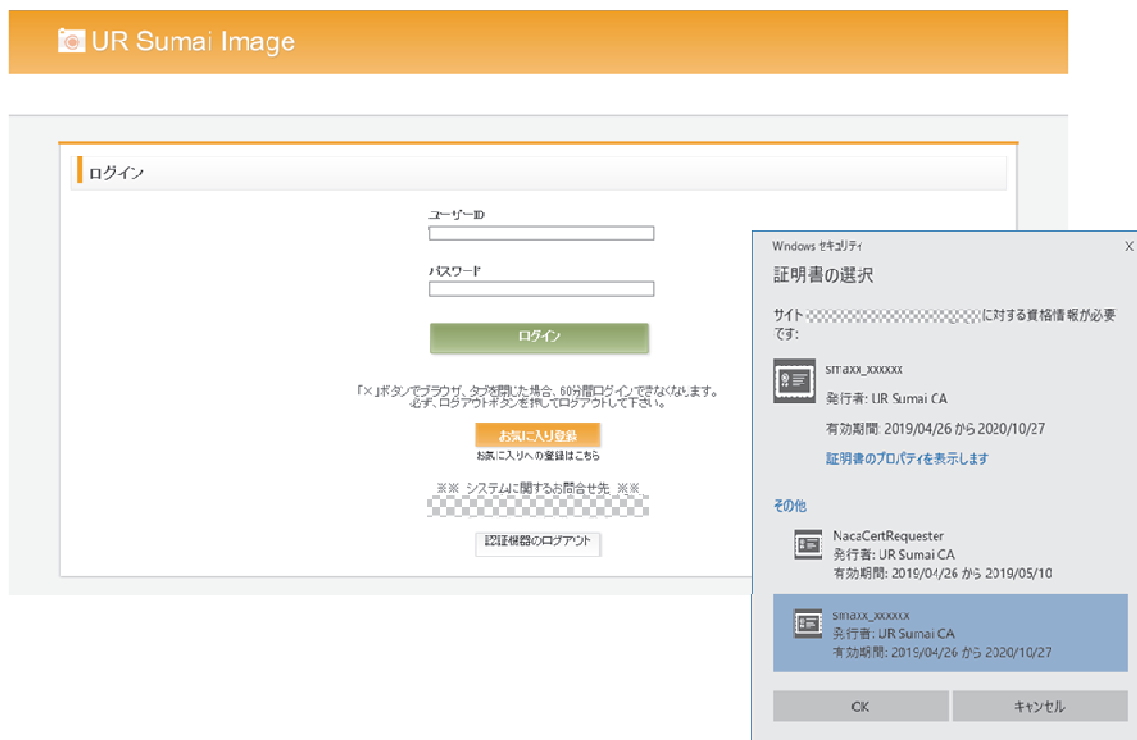 UR Sumai Image
ログイン
ユーザーID
パスワード
ログイン
「×」ボタンでブラウザ、タブを閉じた場合、60分間ログインできなくなります。
必ず、ログアウトボタンを押してログアウトして下さい。
お気に入り登録
お気に入りへの登録はこちら
※※ システムに関するお問合せ先 ※※
認証機器のログアウト
Windows セキュリティ
X
証明書の選択
サイト に対する資格情報が必要
です:
smaxx_xxxxxx
発行者: UR Sumai CA
有効期間: 2019/04/26 から 2020/10/27
証明書のプロパティを表示します
その他
NacaCertRequester
発行者: UR Sumai CA
有効期間: 2019/04/26 から 2019/05/10
smaxx_xxxxxx
発行者: UR Sumai CA
有効期間: 2019/04/26 から 2020/10/27
OK
キャンセル